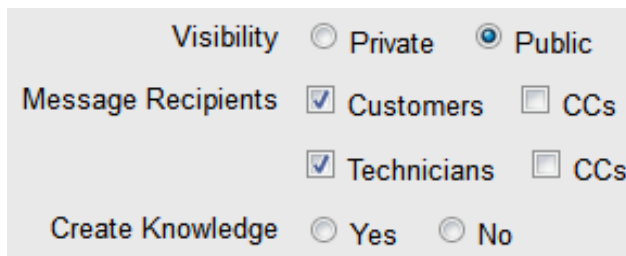 Visibility Private Public
Message Recipients Customers CCs
Technicians CCs
Create Knowledge Yes No